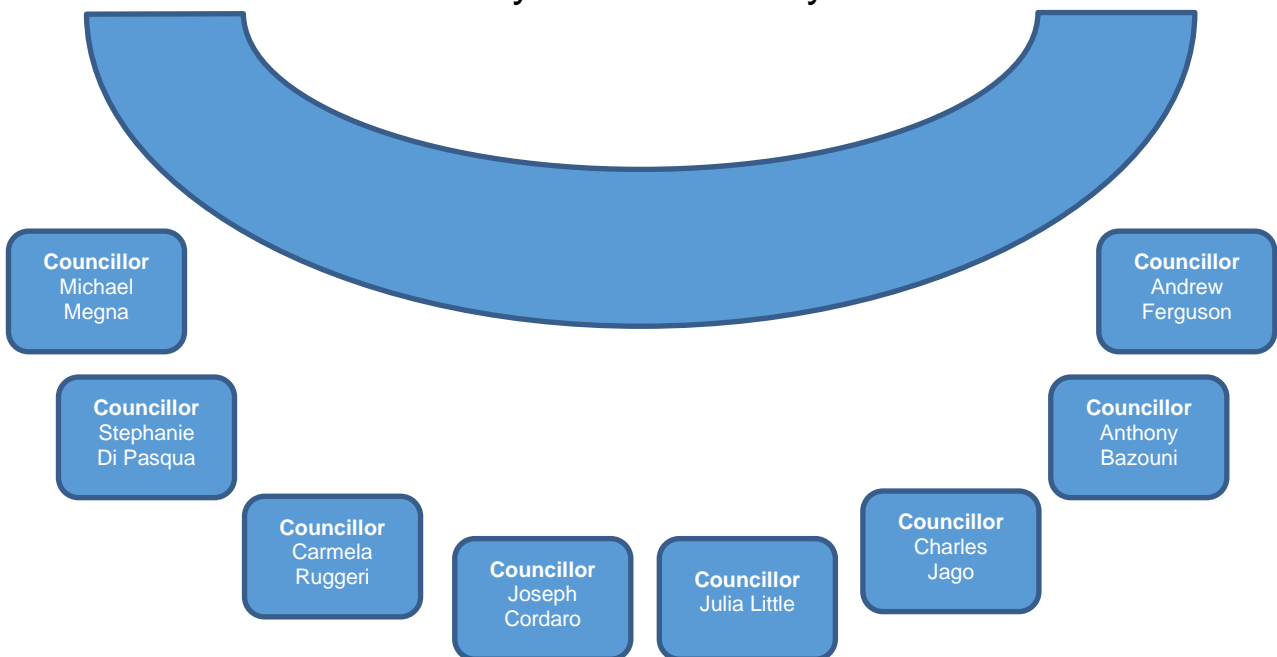 Councillor
Michael
Megna
Councillor
Andrew
Ferguson
Councillor
Stephanie
Di Pasqua
Councillor
Anthony
Bazouni
Councillor
Carmela
Ruggeri
Councillor
Charles
Jago
Councillor
Joseph
Cordaro
Councillor
Julia Little